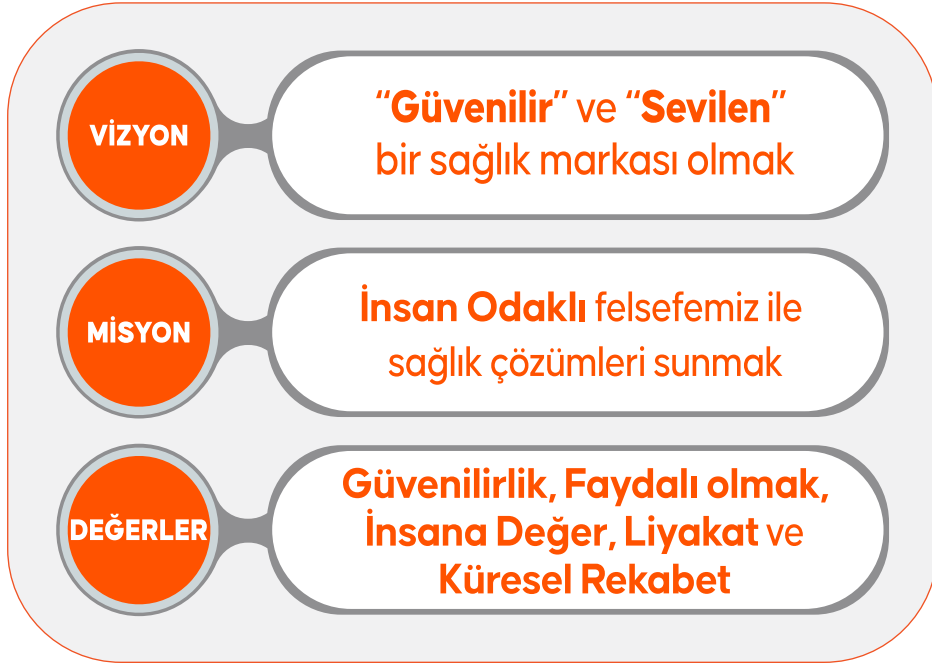 VİZYON
“Güvenilir” ve “Sevilen”
bir sağlık markası olmak
MİSYON
İnsan Odaklı felsefemiz ile
sağlık çözümleri sunmak
DEĞERLER
Güvenilirlik, Faydalı olmak,
İnsana Değer, Liyakat ve
Küresel Rekabet